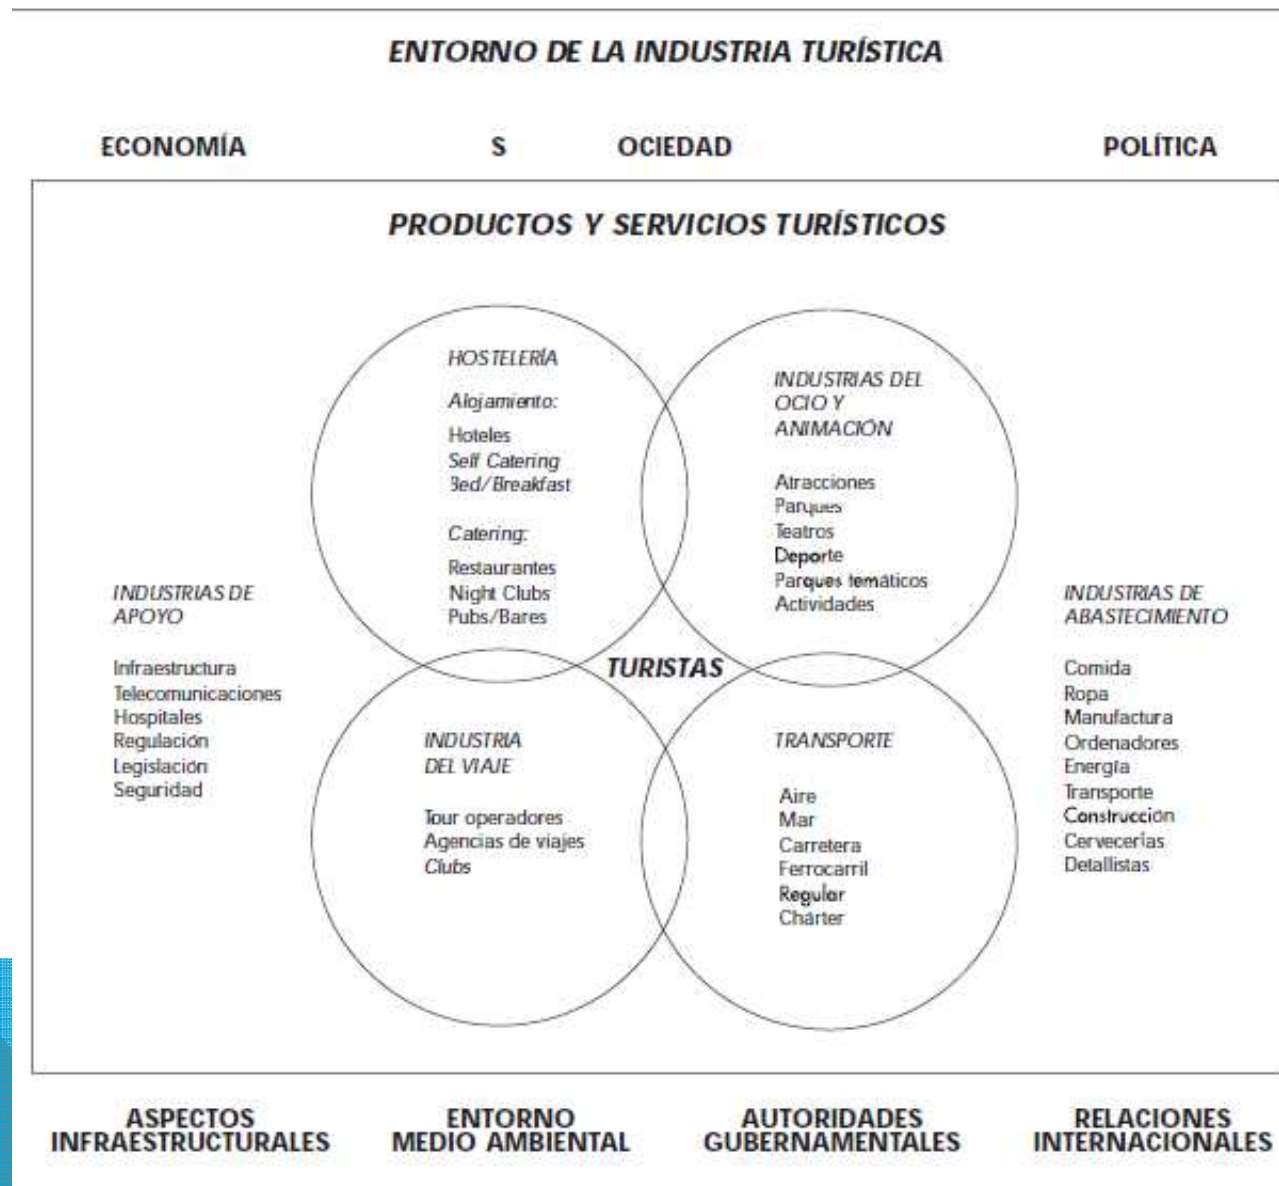 ENTORNO DE LA INDUSTRIA TURÍSTICA
ECONOMÍA S OCIEDAD POLÍTICA
PRODUCTOS Y SERVICIOS TURÍSTICOS
HOSTELERÍA
Alojamiento:
Hoteles
Self Catering
Bed/Breakfast
Catering:
Restaurantes
Night Clubs
Pubs/Bares
INDUSTRIAS DEL
OCIO Y
ANIMACIÓN
Atracciones
Parques
Teatros
Deporte
Parques temáticos
Actividades
INDUSTRIAS DE
APOYO
Infraestructura
Telecomunicaciones
Hospitales
Regulación
Legislación
Seguridad
TURISTAS
INDUSTRIAS DE
ABASTECIMIENTO
Comida
Ropa
Manufactura
Ordenadores
Energía
Transporte
Construcción
Cervecerías
Detallistas
INDUSTRIA
DEL VIAJE
Tour operadores
Agencias de viajes
Clubs
TRANSPORTE
Aire
Mar
Carretera
Ferrocarril
Regular
Chárter
ASPECTOS
INFRAESTRUCTURALES
ENTORNO
MEDIO AMBIENTAL
AUTORIDADES
GUBERNAMENTALES
RELACIONES
INTERNACIONALES